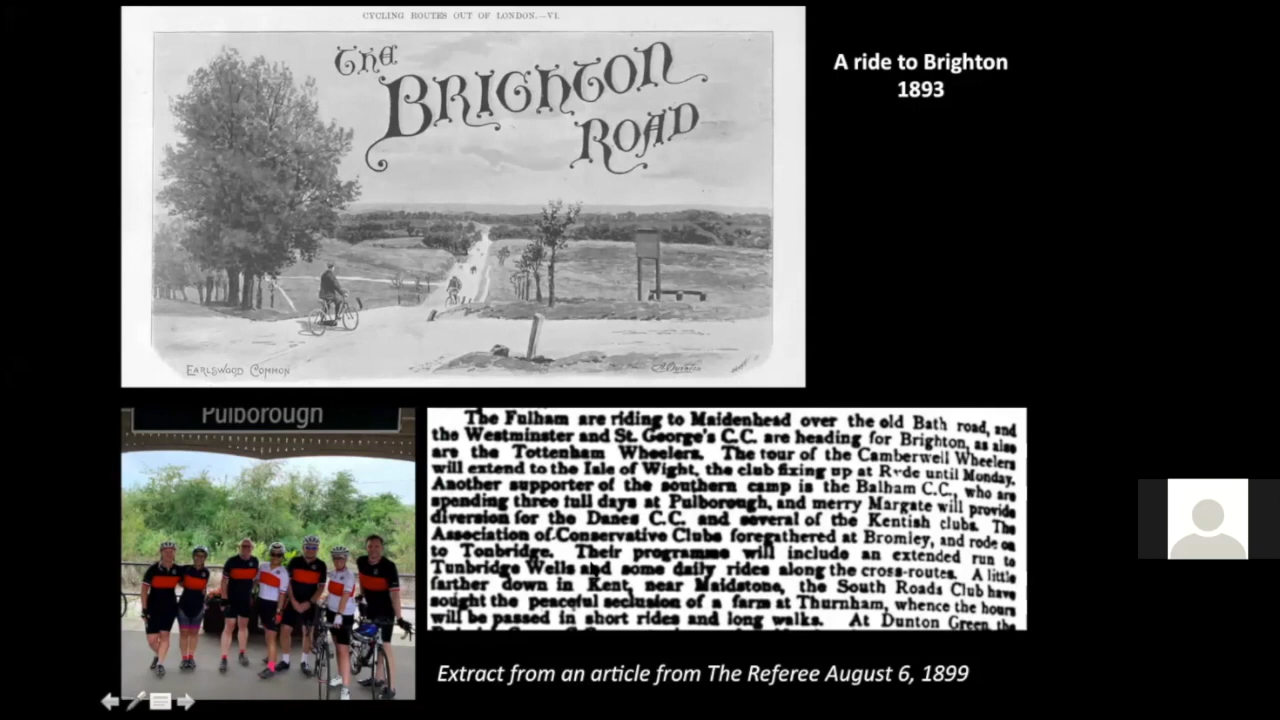 CYCLING ROUTES OUT OF LONDON.—VI.
THE
BRIGHTON
ROAD
EARLSWOOD COMMON
A ride to Brighton
1893
Pulborough
The Fulham are riding to Maidenhead over the old Bath road, and
the Westminster and St. George's C.C. are heading for Brighton, as also
are the Tottenham Wheelers. The tour of the Camberwell Wheelers
will extend to the Isle of Wight, the club fixing up at Ryde until Monday.
Another supporter of the southern camp is the Balham C.C., who are
spending three full days at Pulborough, and merry Margate will provide
diversion for the Danes C.C. and several of the Kentish clubs. The
Association of Conservative Clubs foregathered at Bromley, and rode on
to Tonbridge. Their programme will include an extended run to
Tunbridge Wells and some daily rides along the cross-routes. A little
farther down in Kent, near Maidstone, the South Roads Club have
sought the peaceful seclusion of a farm at Thurnham, whence the hours
will be passed in short rides and long walks. At Dunton Green the
Extract from an article from The Referee August 6, 1899